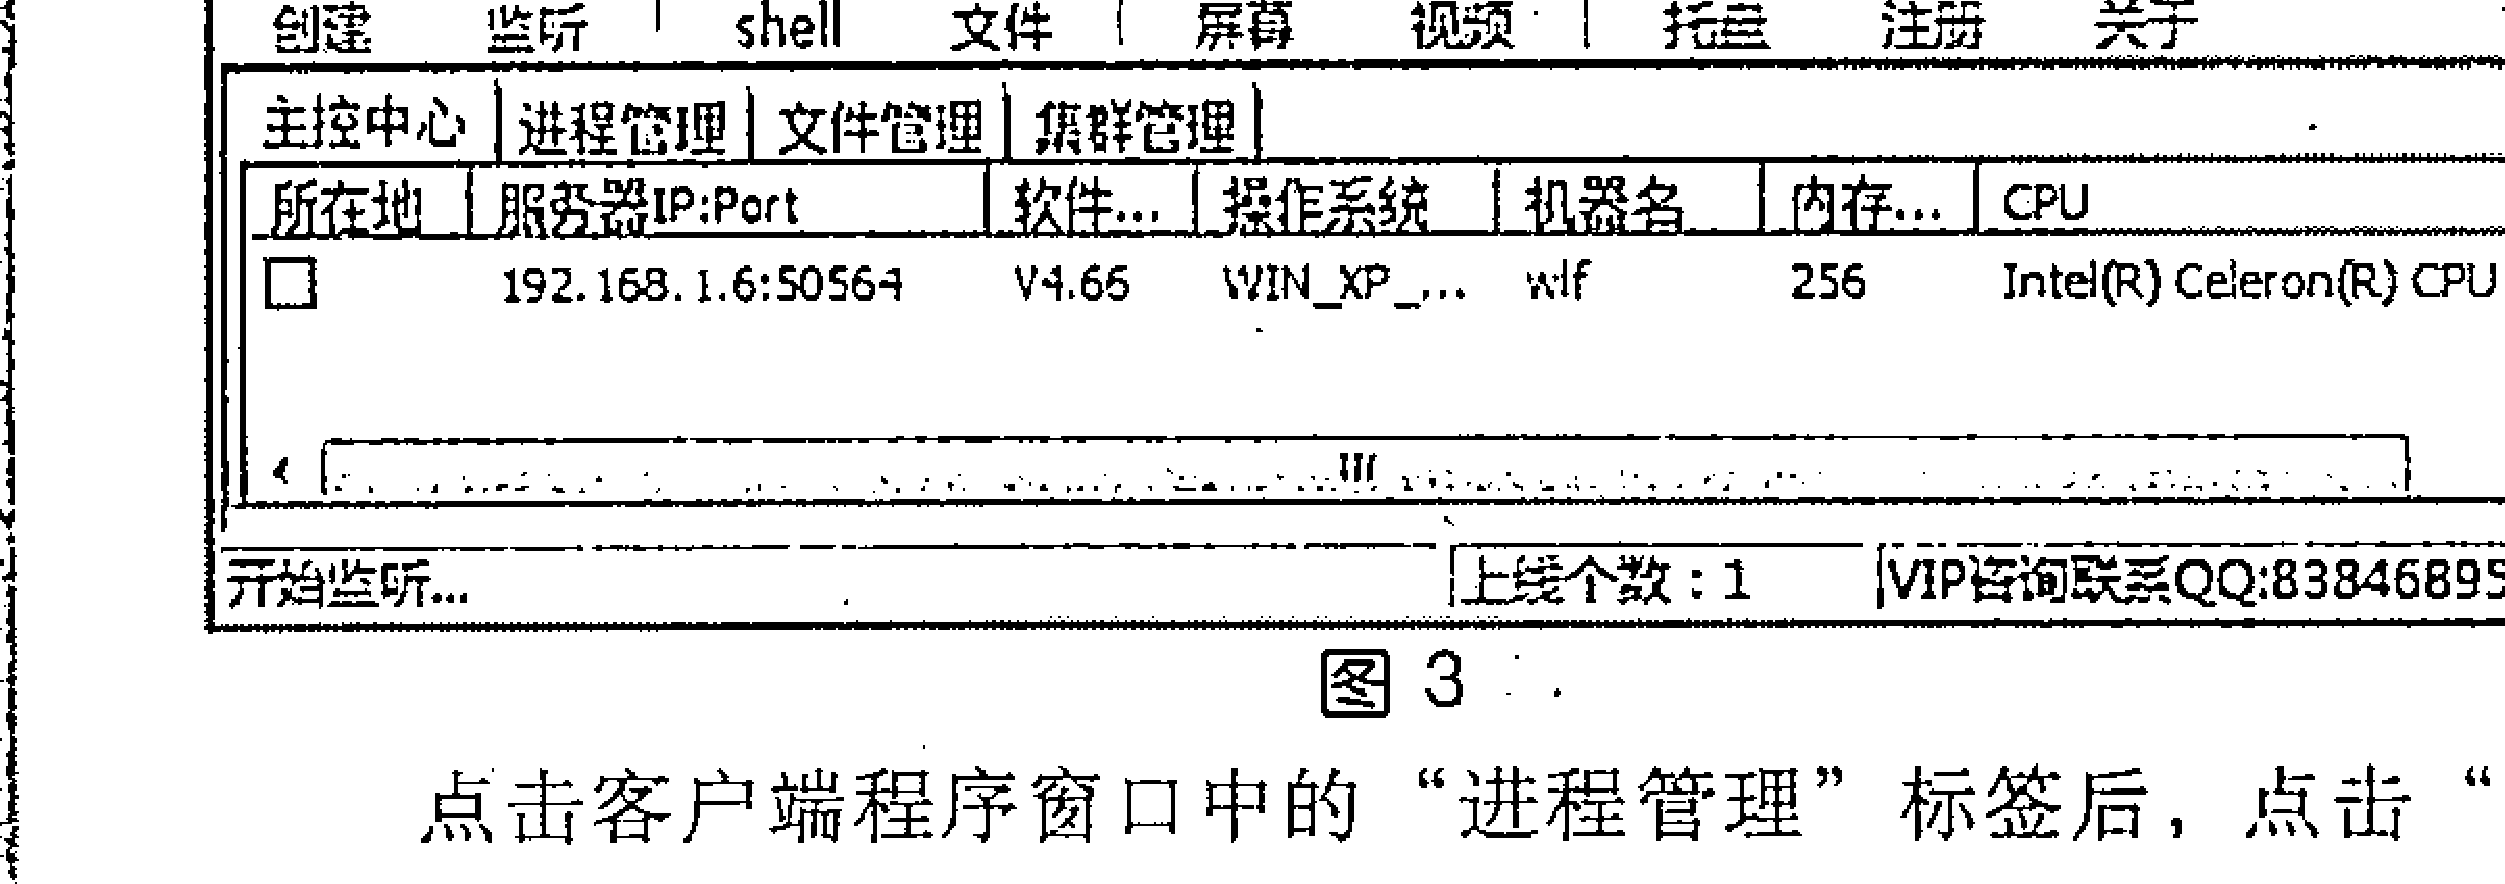 创建 监听 shell 文件 屏幕 视频 托盘 注册 关于
主控中心 进程管理 文件管理 集群管理
所在地 服务器IP:Port 软件... 操作系统 机器名 内存... CPU
192.168.1.6:50564 V4.66 WIN_XP_... wlf 256 Intel(R) Celeron(R) CPU
开始监听... 上线个数:1 VIP咨询联系QQ:83846895
图 3
点击客户端程序窗口中的“进程管理”标签后,点击“